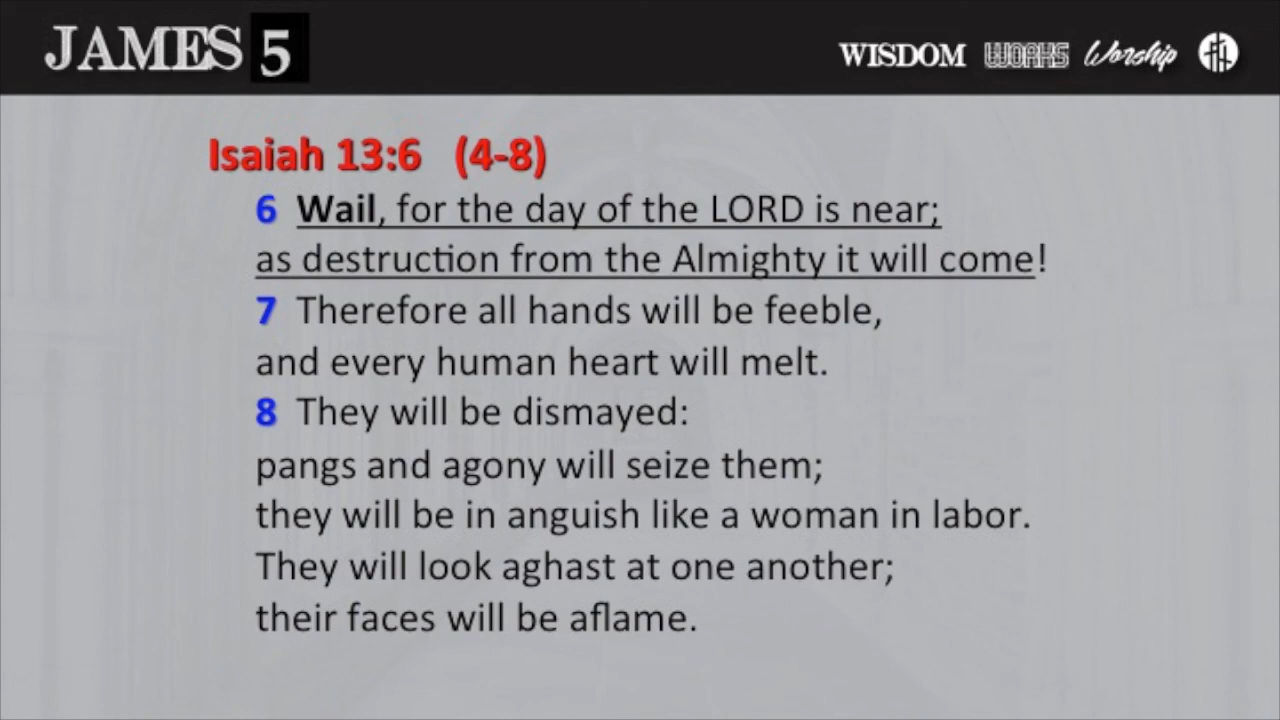 JAMES 5
WISDOM WORKS Worship
Isaiah 13:6 (4-8)
6 Wail, for the day of the LORD is near;
as destruction from the Almighty it will come!
7 Therefore all hands will be feeble,
and every human heart will melt.
8 They will be dismayed:
pangs and agony will seize them;
they will be in anguish like a woman in labor.
They will look aghast at one another;
their faces will be aflame.